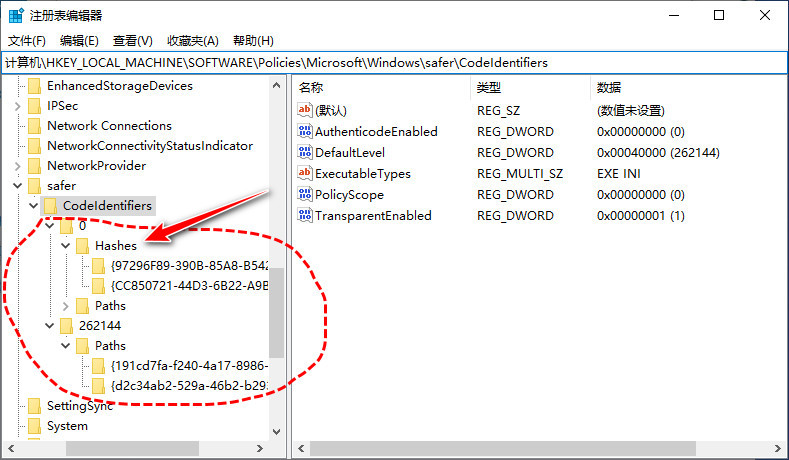 注册表编辑器
文件(F) 编辑(E) 查看(V) 收藏夹(A) 帮助(H)
计算机\HKEY_LOCAL_MACHINE\SOFTWARE\Policies\Microsoft\Windows\safer\CodeIdentifiers
EnhancedStorageDevices
IPSec
Network Connections
NetworkConnectivityStatusIndicator
NetworkProvider
safer
CodeIdentifiers
0
Hashes
{97296F89-390B-85A8-B542
{CC850721-44D3-6B22-A9B
Paths
262144
Paths
{191cd7fa-f240-4a17-8986-
{d2c34ab2-529a-46b2-b293
SettingSync
System
名称 类型 数据
(默认) REG_SZ (数值未设置)
AuthenticodeEnabled REG_DWORD 0x00000000 (0)
DefaultLevel REG_DWORD 0x00040000 (262144)
ExecutableTypes REG_MULTI_SZ EXE INI
PolicyScope REG_DWORD 0x00000000 (0)
TransparentEnabled REG_DWORD 0x00000001 (1)